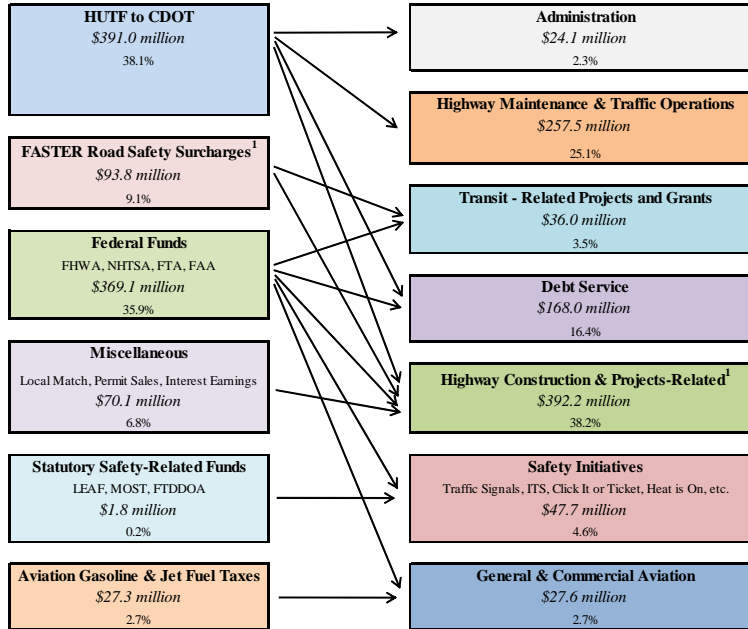 HUTF to CDOT
$391.0 million
38.1%
FASTER Road Safety Surcharges1
$93.8 million
9.1%
Federal Funds
FHWA, NHTSA, FTA, FAA
$369.1 million
35.9%
Miscellaneous
Local Match, Permit Sales, Interest Earnings
$70.1 million
6.8%
Statutory Safety-Related Funds
LEAF, MOST, FTDDOA
$1.8 million
0.2%
Aviation Gasoline & Jet Fuel Taxes
$27.3 million
2.7%
Administration
$24.1 million
2.3%
Highway Maintenance & Traffic Operations
$257.5 million
25.1%
Transit - Related Projects and Grants
$36.0 million
3.5%
Debt Service
$168.0 million
16.4%
Highway Construction & Projects-Related1
$392.2 million
38.2%
Safety Initiatives
Traffic Signals, ITS, Click It or Ticket, Heat is On, etc.
$47.7 million
4.6%
General & Commercial Aviation
$27.6 million
2.7%